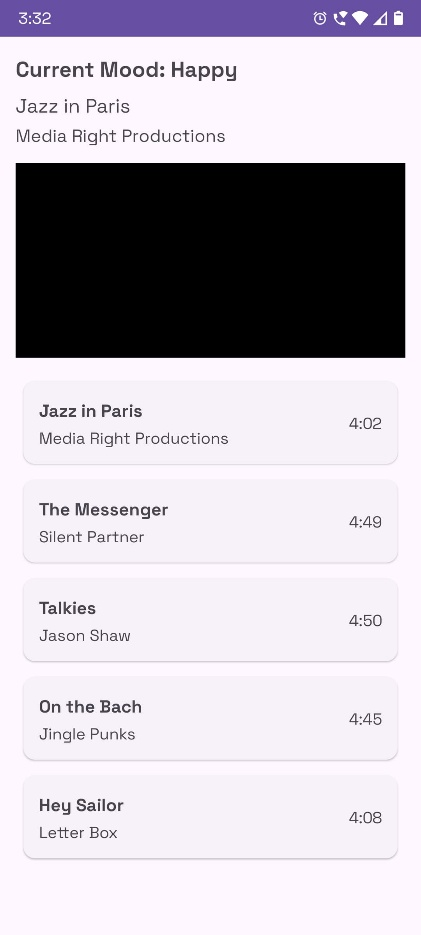 3:32
Current Mood: Happy
Jazz in Paris
Media Right Productions
Jazz in Paris
Media Right Productions
4:02
The Messenger
Silent Partner
4:49
Talkies
Jason Shaw
4:50
On the Bach
Jingle Punks
4:45
Hey Sailor
Letter Box
4:08